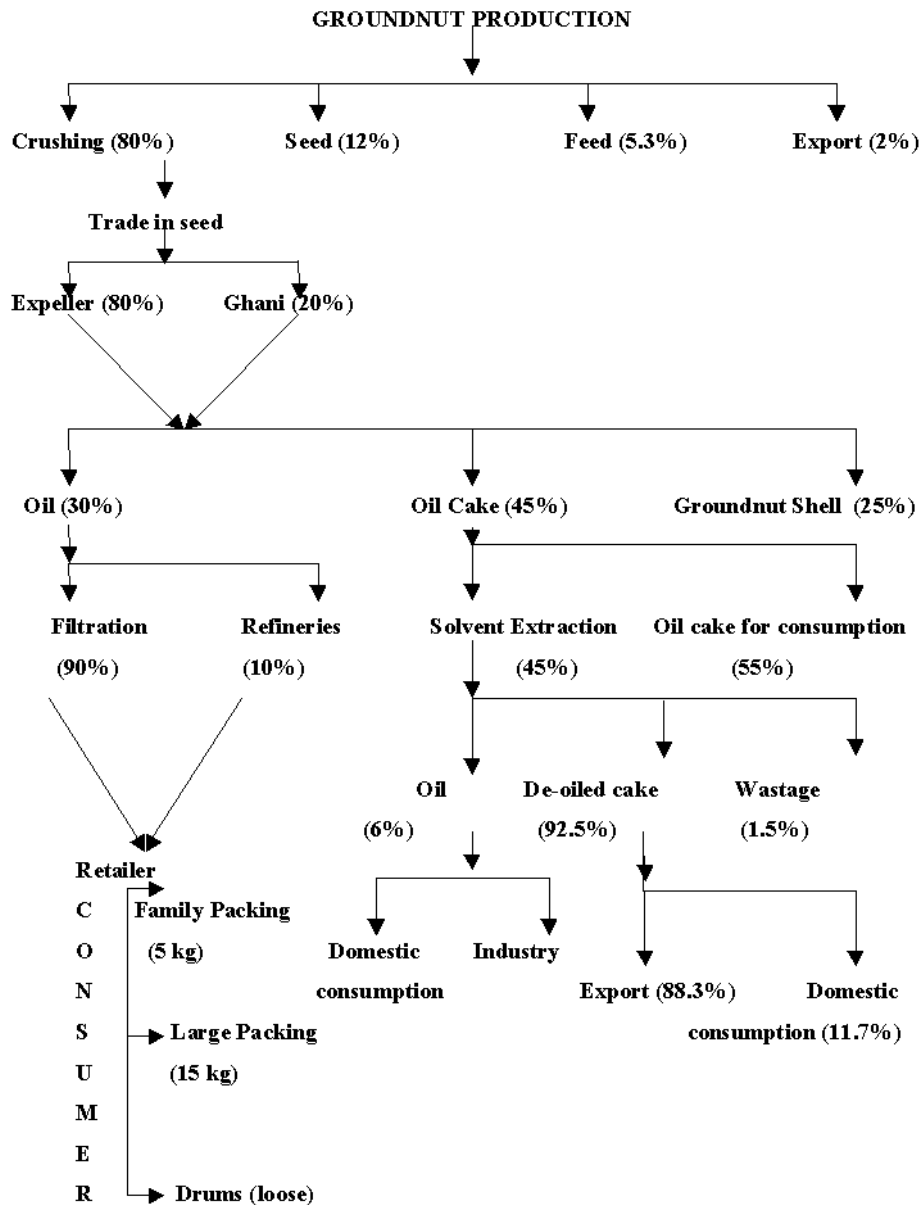 GROUNDNUT PRODUCTION
Crushing (80%) Seed (12%) Feed (5.3%) Export (2%)
Trade in seed
Expeller (80%) Ghani (20%)
Oil (30%) Oil Cake (45%) Groundnut Shell (25%)
Filtration Refineries Solvent Extraction Oil cake for consumption
(90%) (10%) (45%) (55%)
Oil De-oiled cake Wastage
(6%) (92.5%) (1.5%)
Retailer
C Family Packing
O (5 kg) Domestic Industry
N consumption Export (88.3%) Domestic
S Large Packing consumption (11.7%)
U (15 kg)
M
E
R Drums (loose)